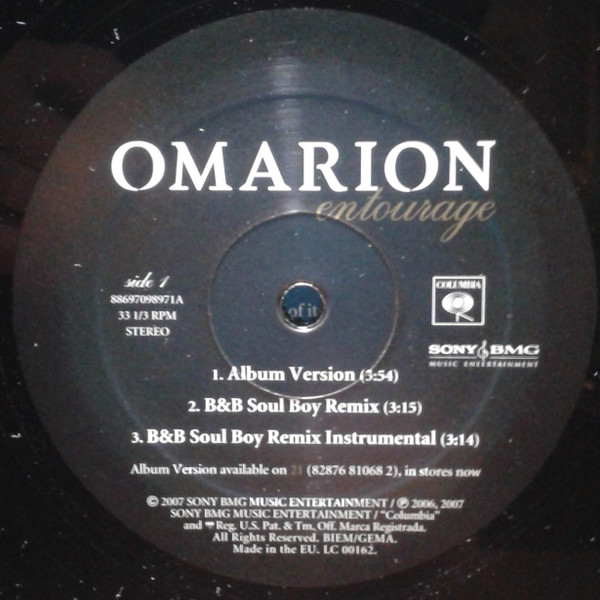 OMARION
entourage
side 1
88697098971A
33 1/3 RPM
STEREO
COLUMBIA
SONY BMG
MUSIC ENTERTAINMENT
of it
1. Album Version (3:54)
2. B&B Soul Boy Remix (3:15)
3. B&B Soul Boy Remix Instrumental (3:14)
Album Version available on 21 (82876 81068 2), in stores now
© 2007 SONY BMG MUSIC ENTERTAINMENT / ℗ 2006, 2007
SONY BMG MUSIC ENTERTAINMENT / "Columbia"
and Reg. U.S. Pat. & Tm. Off. Marca Registrada.
All Rights Reserved. BIEM/GEMA.
Made in the EU. LC 00162.